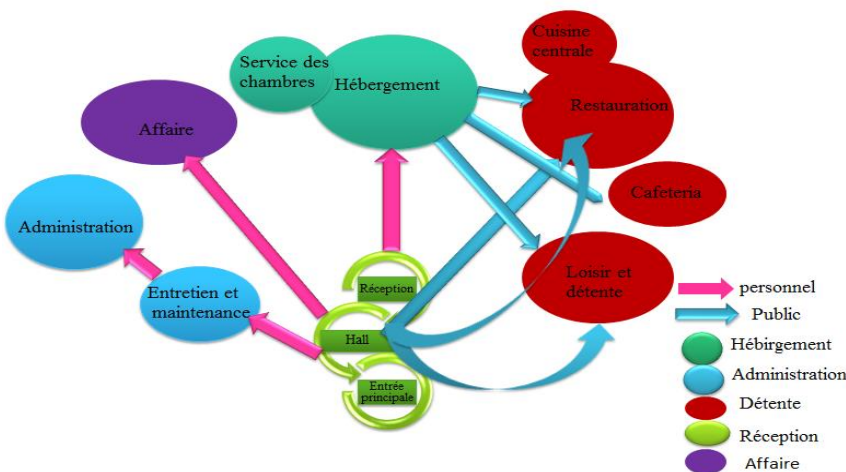 Cuisine
centrale
Service des
chambres
Hébergement
Restauration
Affaire
Cafeteria
Administration
Loisir et
détente
Entretien et
maintenance
Réception
Hall
Entrée
principale
personnel
Public
Hébirgement
Administration
Détente
Réception
Affaire